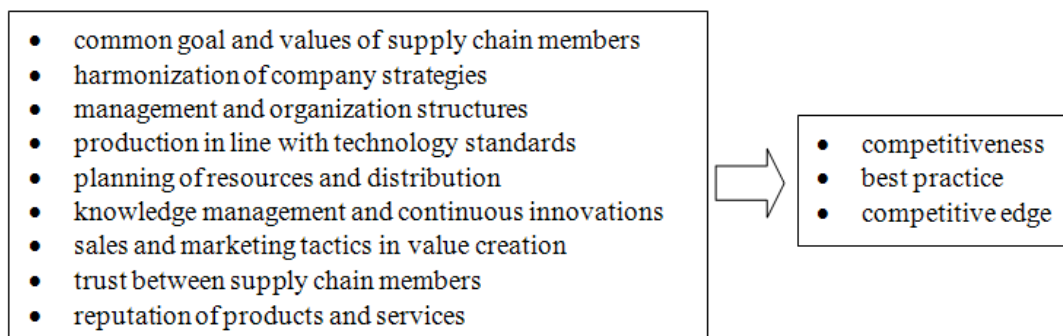 • common goal and values of supply chain members
• harmonization of company strategies
• management and organization structures
• production in line with technology standards
• planning of resources and distribution
• knowledge management and continuous innovations
• sales and marketing tactics in value creation
• trust between supply chain members
• reputation of products and services
• competitiveness
• best practice
• competitive edge